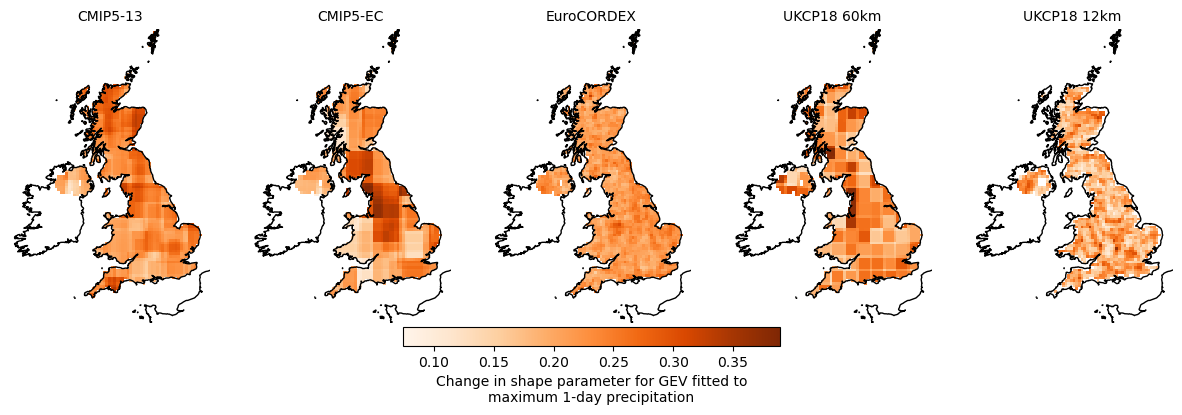 CMIP5-13
CMIP5-EC
EuroCORDEX
UKCP18 60km
UKCP18 12km
0.10 0.15 0.20 0.25 0.30 0.35
Change in shape parameter for GEV fitted to
maximum 1-day precipitation